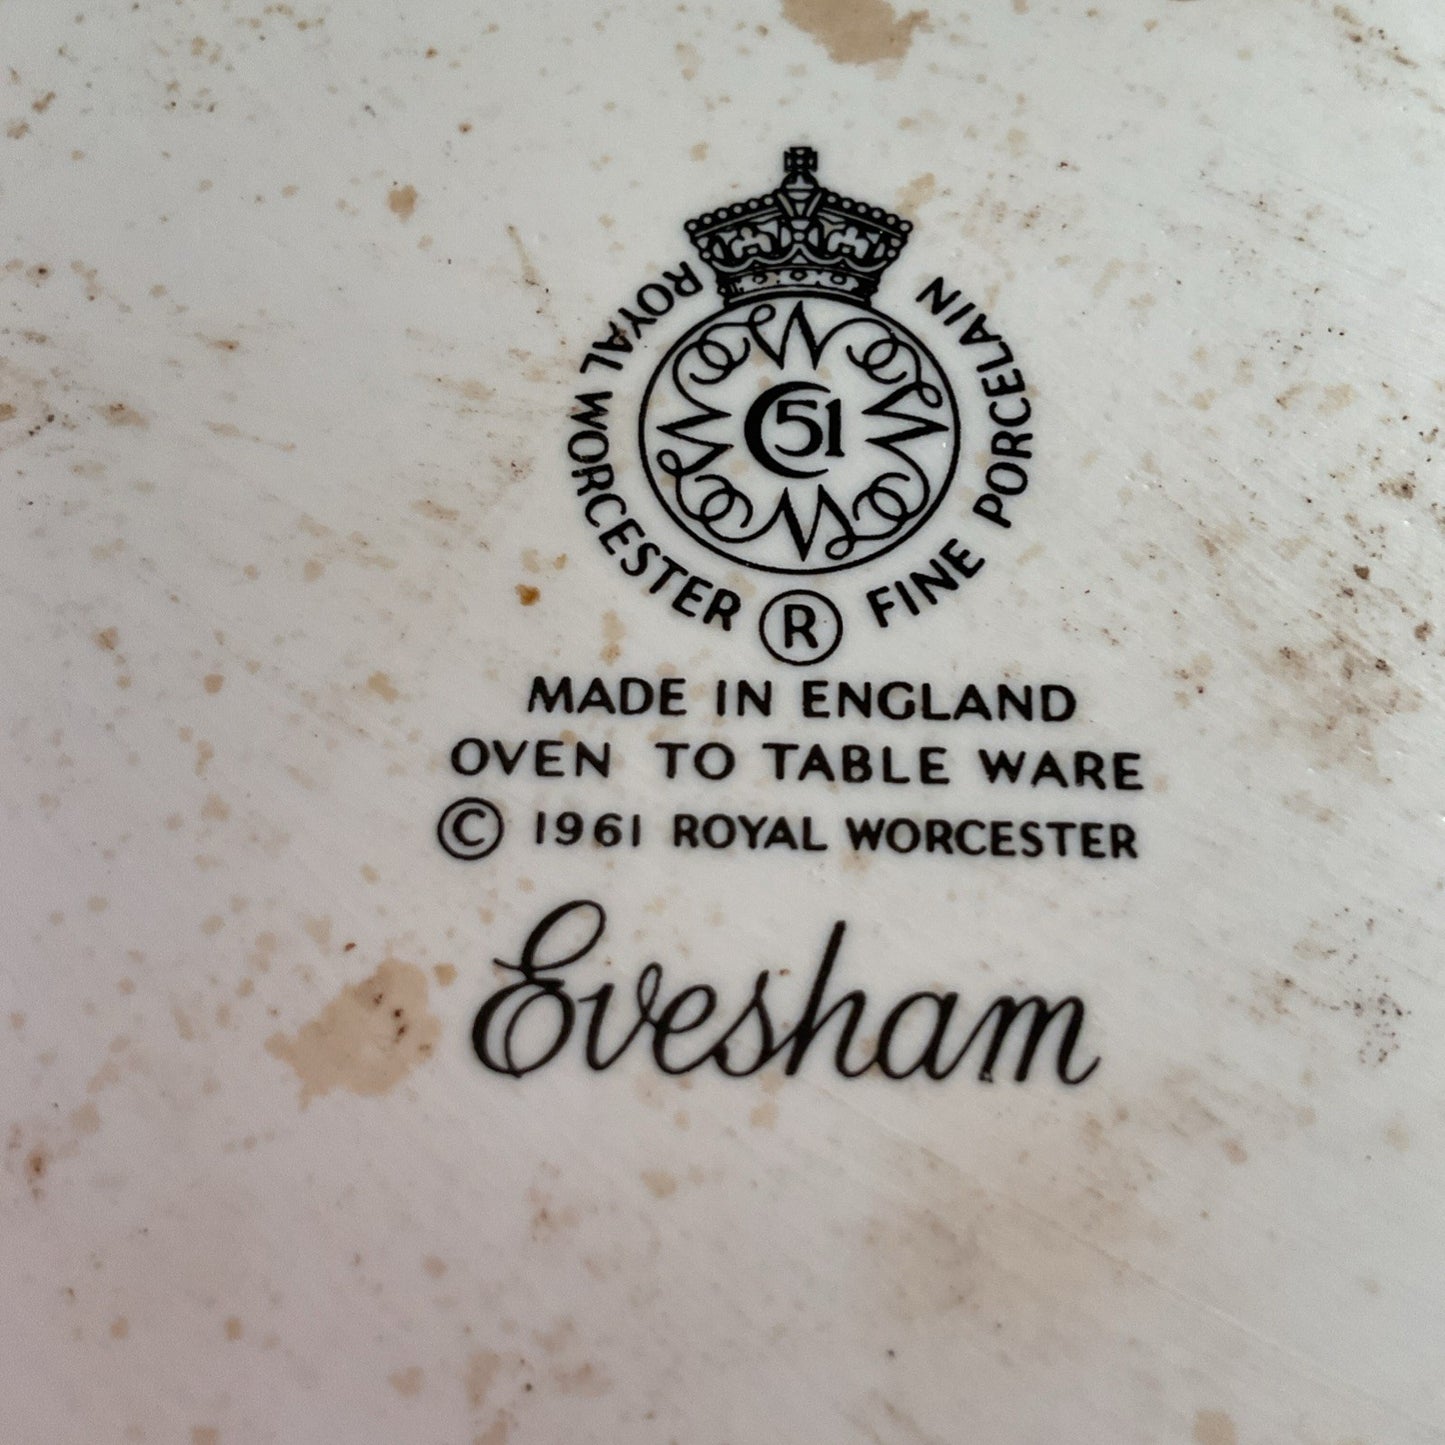 ROYAL WORCESTER ® FINE PORCELAIN
C51
MADE IN ENGLAND
OVEN TO TABLE WARE
© 1961 ROYAL WORCESTER
Evesham